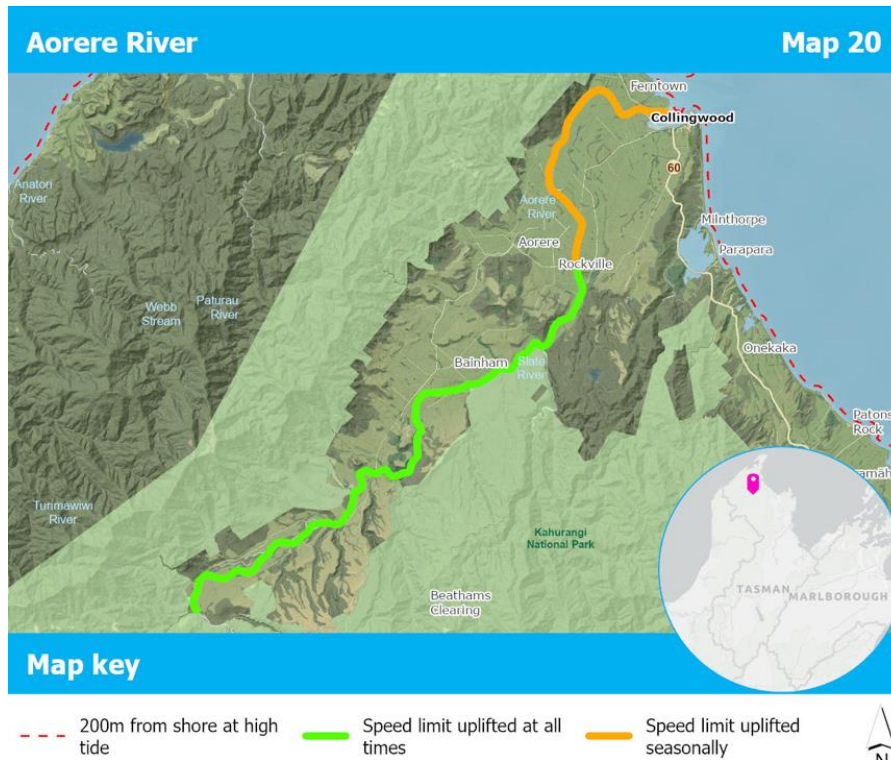 Aorere River
Map 20
Ferntown
Collingwood
60
Anatori
River
Aorere
River
Milnthorpe
Aorere
Parapara
Rockville
Webb
Stream
Paturau
River
Onekaka
Bainham
Slate
River
Patons
Rock
Turimawiwi
River
Kahurangi
National Park
TASMAN
MARLBOROUGH
Beathams
Clearing
Map key
200m from shore at high
tide
Speed limit uplifted at all
times
Speed limit uplifted
seasonally
N